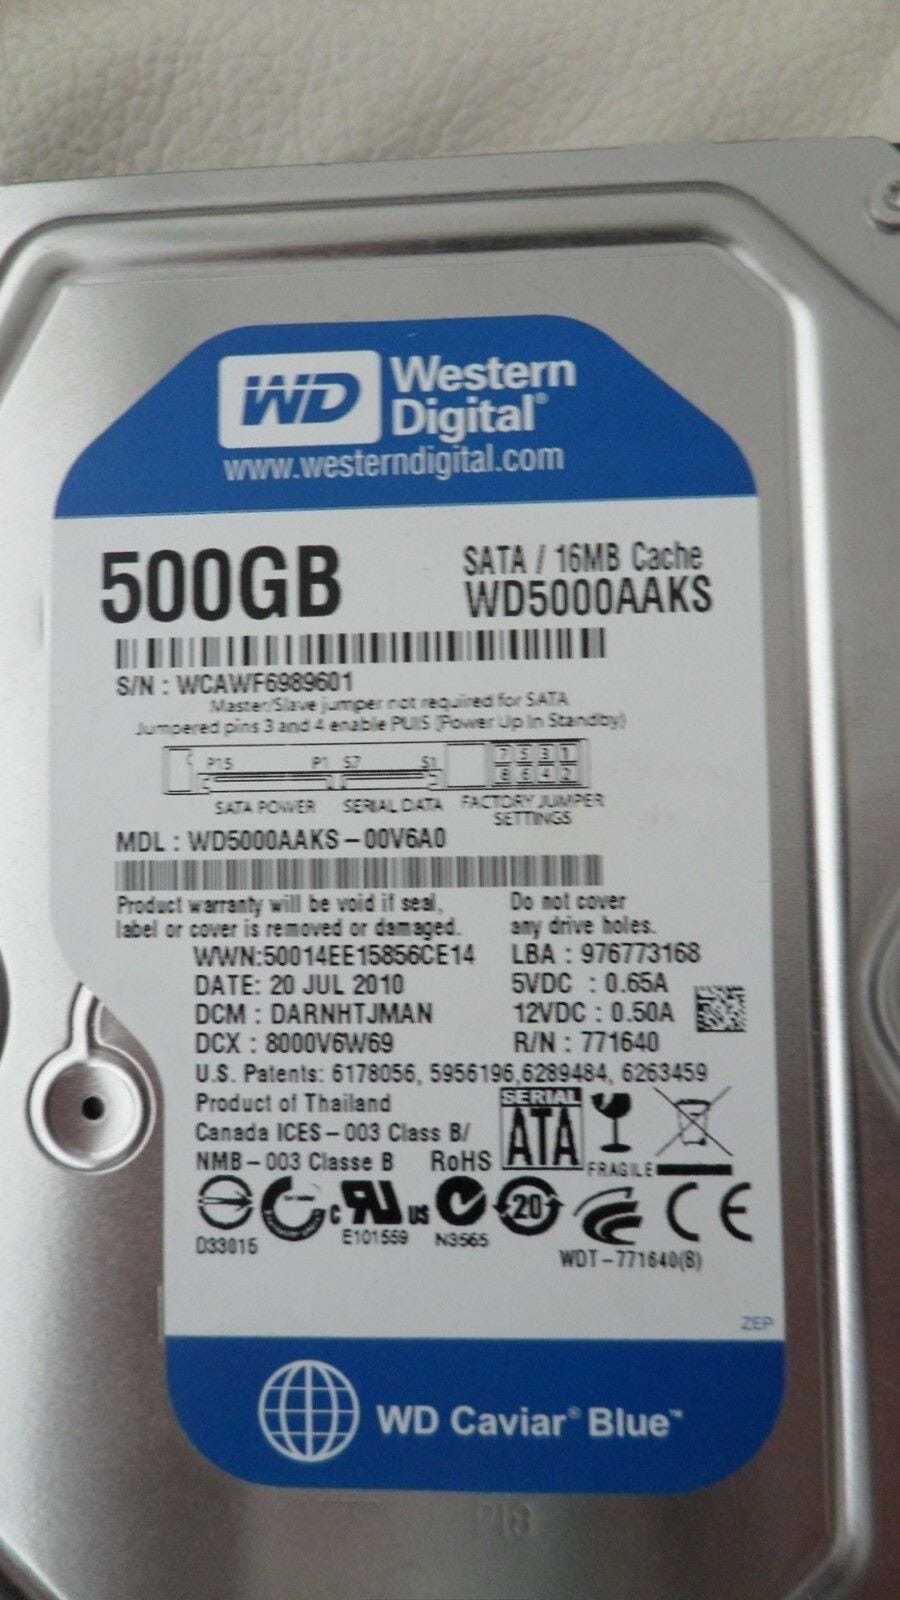 WD Western Digital®
www.westerndigital.com
500GB
SATA / 16MB Cache
WD5000AAKS
S/N : WCAWF6989601
Master/Slave jumper not required for SATA
Jumpered pins 3 and 4 enable PUIS (Power Up In Standby)
P15 P1 S7 S1 7 5 3 1
8 6 4 2
SATA POWER SERIAL DATA FACTORY JUMPER
SETTINGS
MDL : WD5000AAKS - 00V6A0
Product warranty will be void if seal,
label or cover is removed or damaged.
Do not cover
any drive holes.
WWN:50014EE15856CE14
LBA : 976773168
DATE: 20 JUL 2010
5VDC : 0.65A
DCM : DARNHTJMAN
12VDC : 0.50A
DCX : 8000V6W69
R/N : 771640
U.S. Patents: 6178056, 5956196,6289484, 6263459
Product of Thailand
Canada ICES - 003 Class B/
NMB - 003 Classe B RoHS
SERIAL
ATA
FRAGILE
D33015
c RU us
E101559
N3565
20
CE
WDT - 771640(B)
ZEP
WD Caviar® Blue™